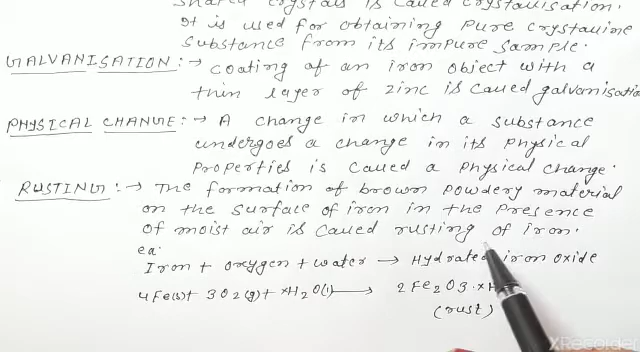 shaped crystals is called crystallisation.
It is used for obtaining pure crystalline
substance from its impure sample.
GALVANISATION :→ coating of an iron object with a
thin layer of zinc is called galvanisation
PHYSICAL CHANGE :→ A change in which a substance
undergoes a change in its physical
properties is called a physical change.
RUSTING :→ The formation of brown powdery material
on the surface of iron in the presence
of moist air is called rusting of iron.
eg:
Iron + oxygen + water → Hydrated iron oxide
4Fe(s) + 3O2(g) + xH2O(l) → 2Fe2O3.xH
(rust)
XRecorder